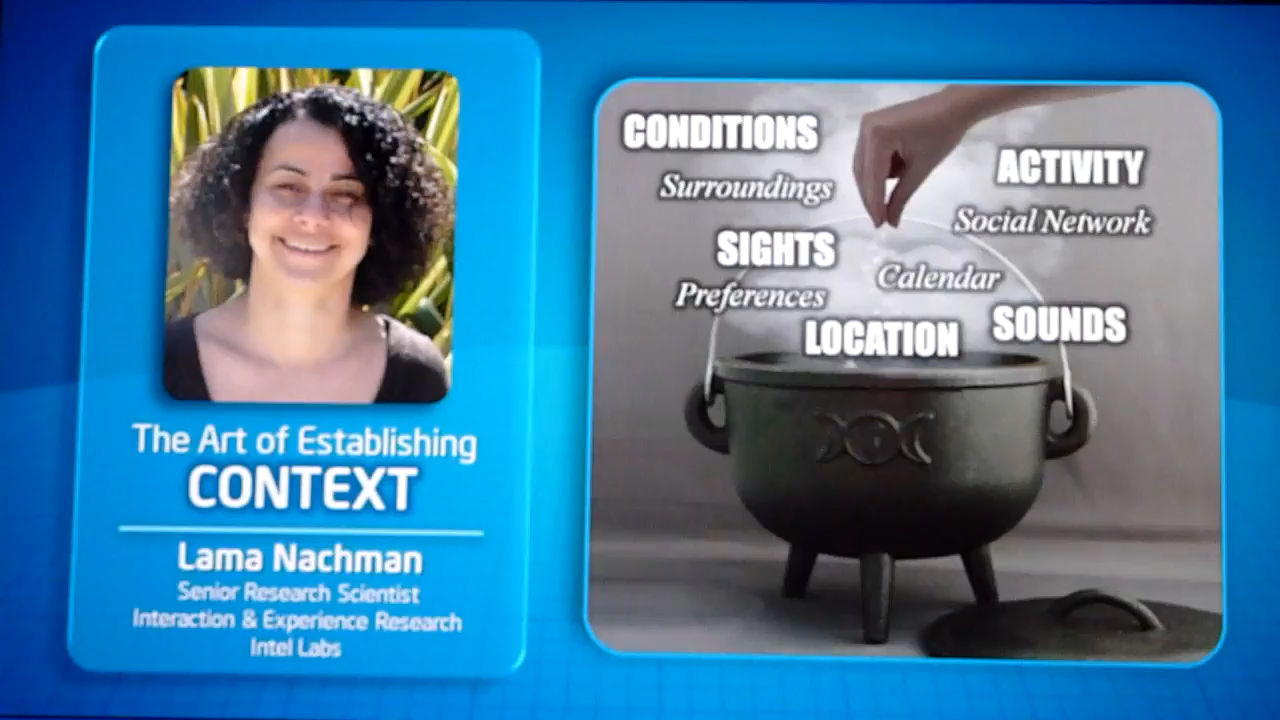 The Art of Establishing
CONTEXT
Lama Nachman
Senior Research Scientist
Interaction & Experience Research
Intel Labs
CONDITIONS
Surroundings
ACTIVITY
Social Network
SIGHTS
Calendar
Preferences
SOUNDS
LOCATION